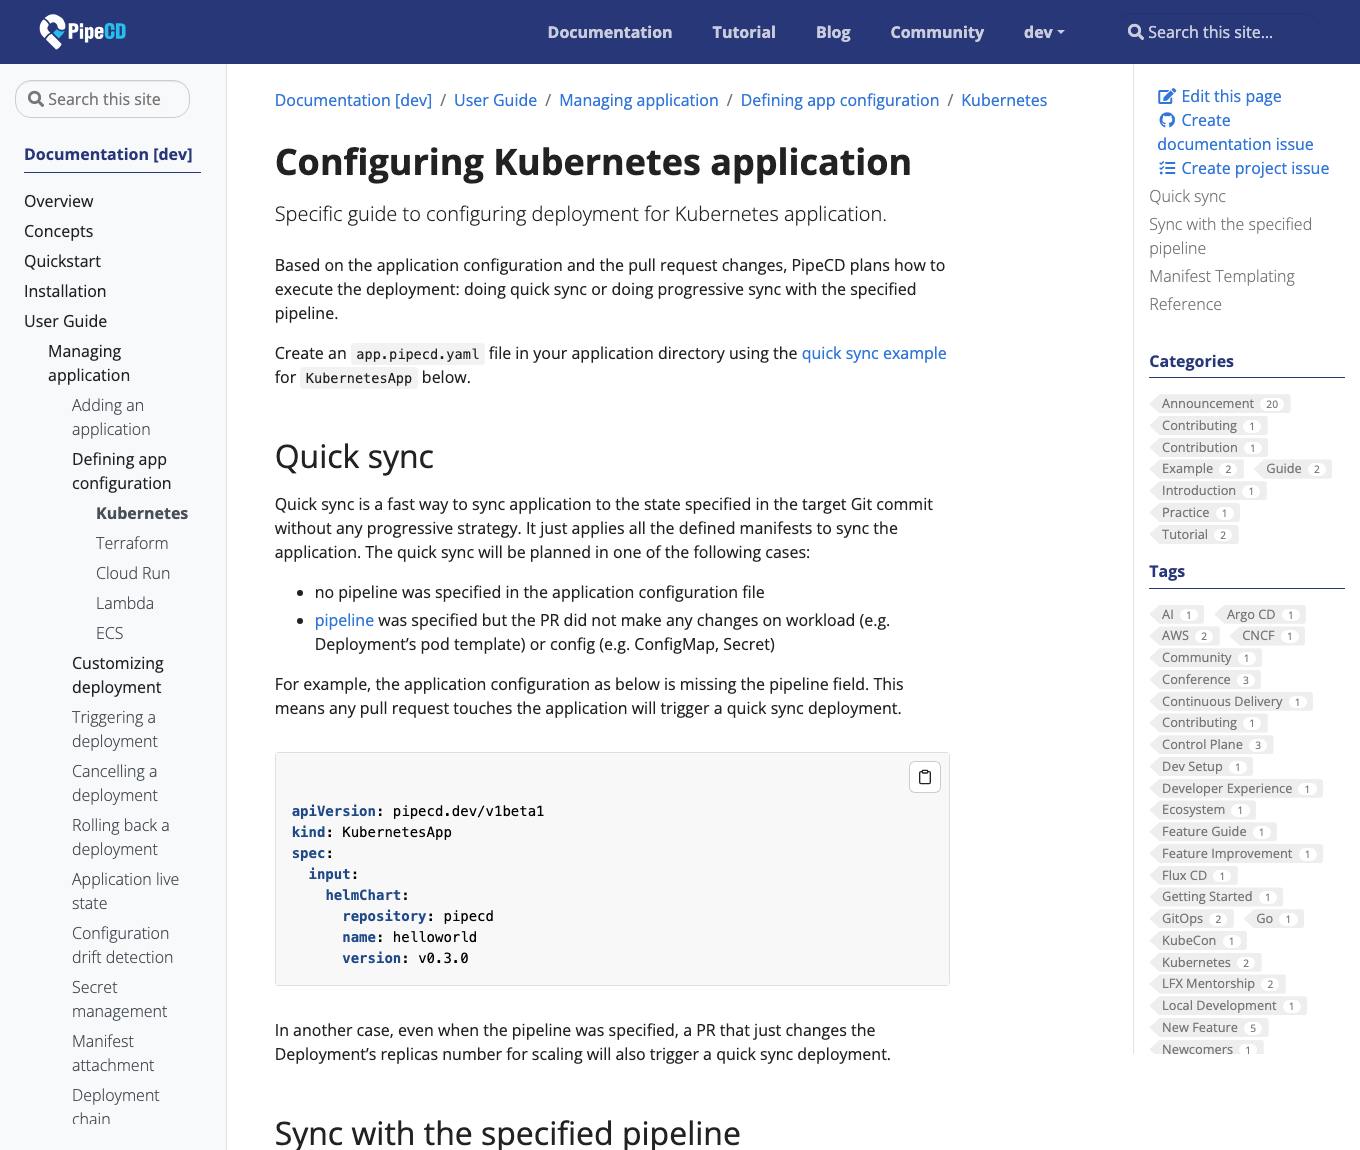 PipeCD
Documentation
Tutorial
Blog
Community
dev
Search this site...
Search this site
Documentation [dev]
Overview
Concepts
Quickstart
Installation
User Guide
Managing
application
Adding an
application
Defining app
configuration
Kubernetes
Terraform
Cloud Run
Lambda
ECS
Customizing
deployment
Triggering a
deployment
Cancelling a
deployment
Rolling back a
deployment
Application live
state
Configuration
drift detection
Secret
management
Manifest
attachment
Deployment
chain
Documentation [dev] / User Guide / Managing application / Defining app configuration / Kubernetes
Configuring Kubernetes application
Specific guide to configuring deployment for Kubernetes application.
Based on the application configuration and the pull request changes, PipeCD plans how to
execute the deployment: doing quick sync or doing progressive sync with the specified
pipeline.
Create an app.pipecd.yaml file in your application directory using the quick sync example
for KubernetesApp below.
Quick sync
Quick sync is a fast way to sync application to the state specified in the target Git commit
without any progressive strategy. It just applies all the defined manifests to sync the
application. The quick sync will be planned in one of the following cases:
• no pipeline was specified in the application configuration file
• pipeline was specified but the PR did not make any changes on workload (e.g.
Deployment’s pod template) or config (e.g. ConfigMap, Secret)
For example, the application configuration as below is missing the pipeline field. This
means any pull request touches the application will trigger a quick sync deployment.
apiVersion: pipecd.dev/v1beta1
kind: KubernetesApp
spec:
  input:
    helmChart:
      repository: pipecd
      name: helloworld
      version: v0.3.0
In another case, even when the pipeline was specified, a PR that just changes the
Deployment’s replicas number for scaling will also trigger a quick sync deployment.
Sync with the specified pipeline
Edit this page
Create
documentation issue
Create project issue
Quick sync
Sync with the specified
pipeline
Manifest Templating
Reference
Categories
Announcement 20
Contributing 1
Contribution 1
Example 2 Guide 2
Introduction 1
Practice 1
Tutorial 2
Tags
AI 1 Argo CD 1
AWS 2 CNCF 1
Community 1
Conference 3
Continuous Delivery 1
Contributing 1
Control Plane 3
Dev Setup 1
Developer Experience 1
Ecosystem 1
Feature Guide 1
Feature Improvement 1
Flux CD 1
Getting Started 1
GitOps 2 Go 1
KubeCon 1
Kubernetes 2
LFX Mentorship 2
Local Development 1
New Feature 5
Newcomers 1